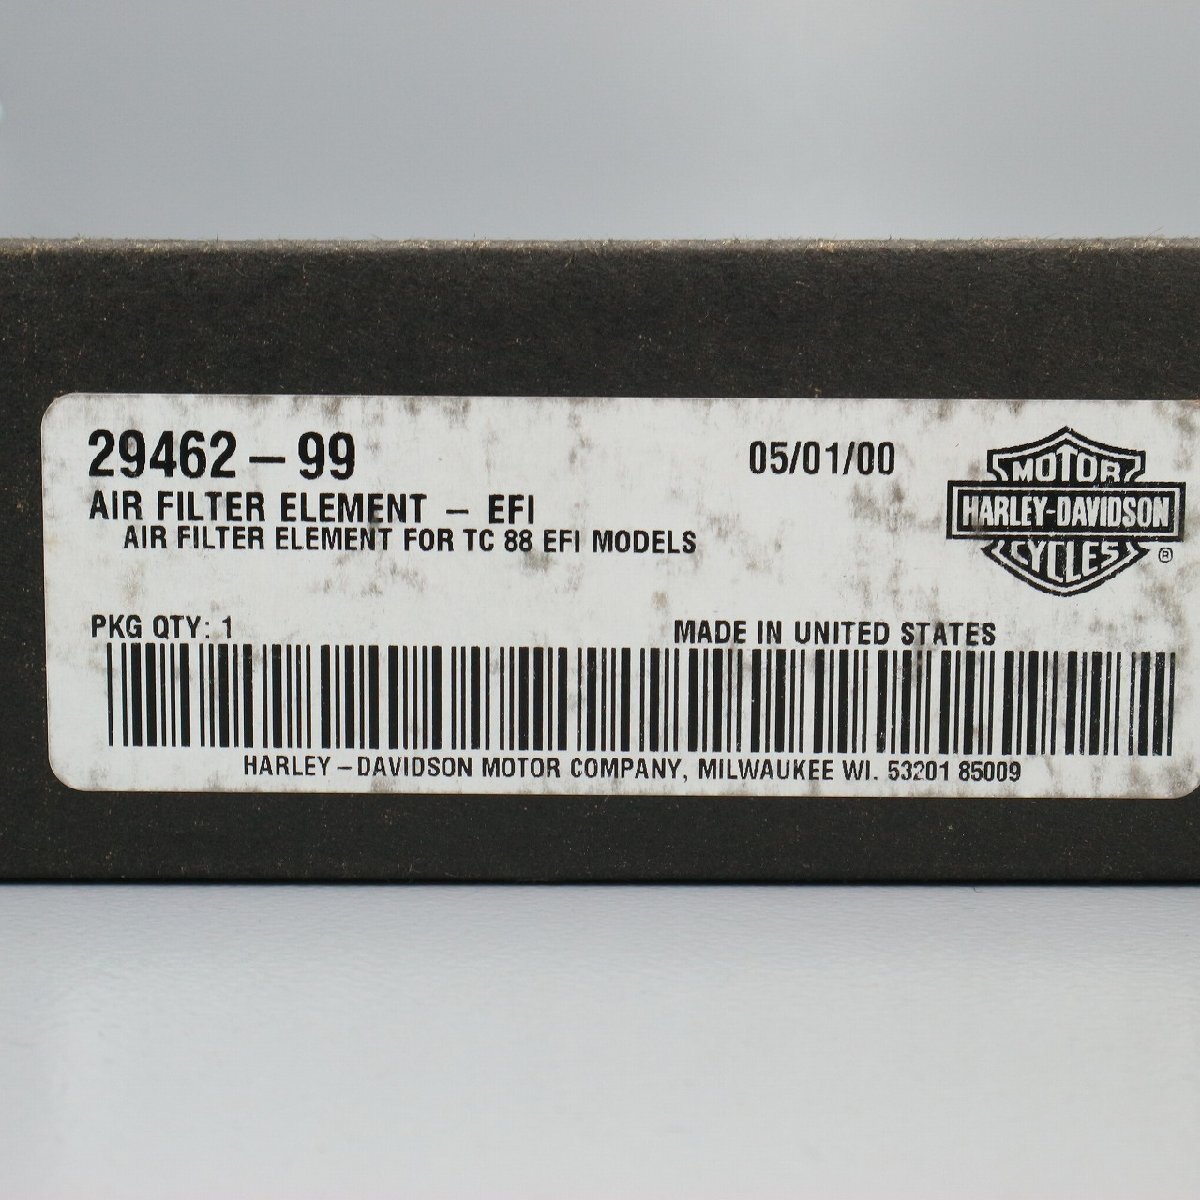 29462-99
05/01/00
AIR FILTER ELEMENT - EFI
AIR FILTER ELEMENT FOR TC 88 EFI MODELS
MOTOR
HARLEY-DAVIDSON
CYCLES ®
PKG QTY: 1
MADE IN UNITED STATES
HARLEY-DAVIDSON MOTOR COMPANY, MILWAUKEE WI. 53201 85009